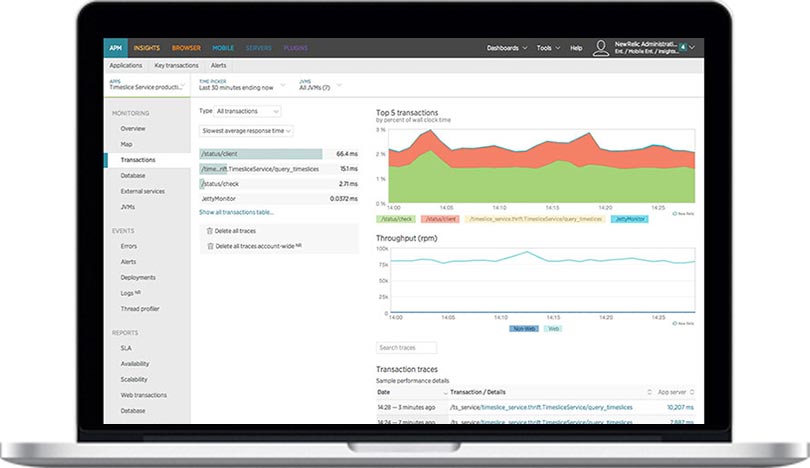 APM INSIGHTS BROWSER MOBILE SERVERS PLUGINS Dashboards Tools Help NewRelic Administrati... 4
Ent. / Mobile Ent. / Insights...
Applications Key transactions Alerts
APPS TIME PICKER JVMS
Timeslice Service producti... Last 30 minutes ending now All JVMs (7)
MONITORING
Overview
Map
Transactions
Database
External services
JVMs
EVENTS
Errors
Alerts
Deployments
Logs NR
Thread profiler
REPORTS
SLA
Availability
Scalability
Web transactions
Database
Type All transactions
Slowest average response time
/status/client 66.4 ms
/time...rift.TimesliceService/query_timeslices 15.1 ms
/status/check 2.71 ms
JettyMonitor 0.0372 ms
Show all transactions table...
Delete all traces
Delete all traces account-wide NR
Top 5 transactions
by percent of wall clock time
3 %
2 %
1 %
0 %
14:00 14:05 14:10 14:15 14:20 14:25
/status/check /status/client /timeslice_service.thrift.TimesliceService/query_timeslices JettyMonitor New Relic
Throughput (rpm)
100k
75k
50k
25k
0
14:00 14:05 14:10 14:15 14:20 14:25
Non-Web Web New Relic
Search traces
Transaction traces
Sample performance details
Date Transaction / Details App server
14:28 — 3 minutes ago /ts_service/timeslice_service.thrift.TimesliceService/query_timeslices 10,207 ms
14:24 — 7 minutes ago /ts_service/timeslice_service.thrift.TimesliceService/query_timeslices 7,882 ms